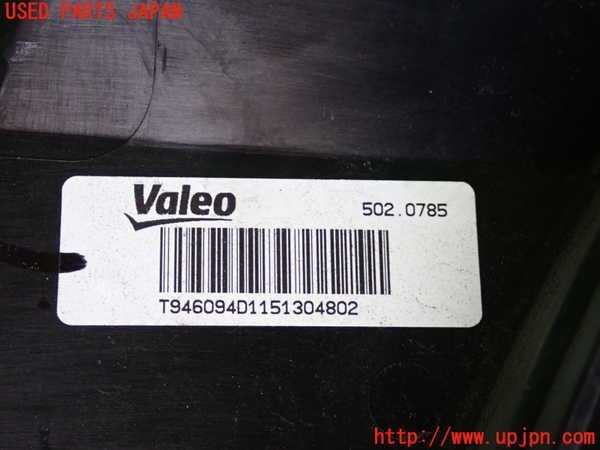 USED PARTS JAPAN
Valeo
502.0785
T946094D1151304802
http://www.upjpn.com